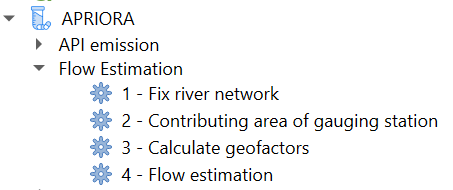 APRIORA
API emission
Flow Estimation
1 - Fix river network
2 - Contributing area of gauging station
3 - Calculate geofactors
4 - Flow estimation